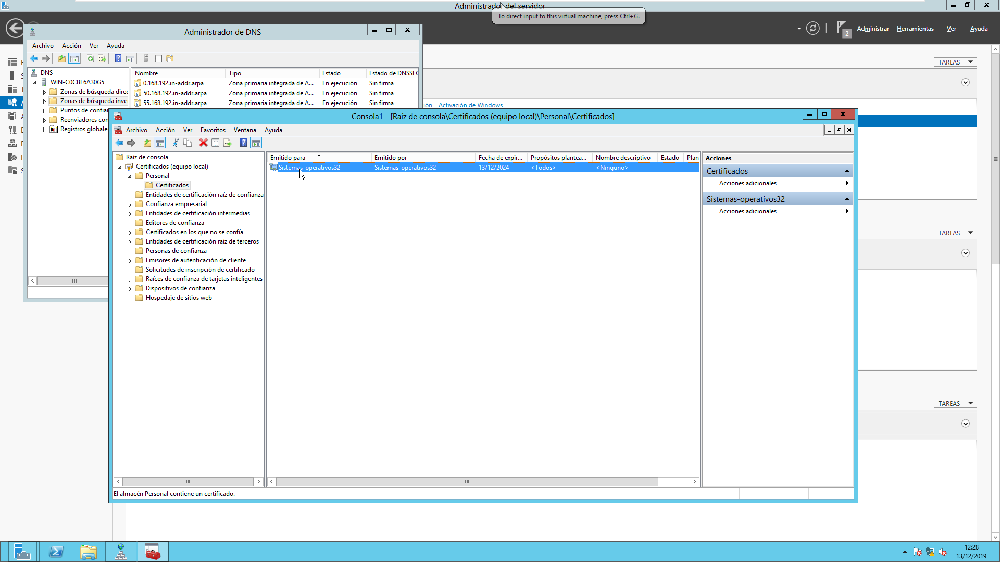 Administrador del servidor
To direct input to this virtual machine, press Ctrl+G.
2
Administrar Herramientas Ver Ayuda
Administrador de DNS
Archivo Acción Ver Ayuda
DNS
WIN-C0CBF6A30G5
Zonas de búsqueda direc
Zonas de búsqueda inver
Puntos de confiar
Reenviadores con
Registros globales
Nombre Tipo Estado Estado de DNSSEC
0.168.192.in-addr.arpa Zona primaria integrada de A... En ejecución Sin firma
50.168.192.in-addr.arpa Zona primaria integrada de A... En ejecución Sin firma
55.168.192.in-addr.arpa Zona primaria integrada de A... En ejecución Sin firma
TAREAS
ión Activación de Windows
Consola1 - [Raíz de consola\Certificados (equipo local)\Personal\Certificados]
Archivo Acción Ver Favoritos Ventana Ayuda
Raíz de consola
Certificados (equipo local)
Personal
Certificados
Entidades de certificación raíz de confianza
Confianza empresarial
Entidades de certificación intermedias
Editores de confianza
Certificados en los que no se confía
Entidades de certificación raíz de terceros
Personas de confianza
Emisores de autenticación de cliente
Solicitudes de inscripción de certificado
Raíces de confianza de tarjetas inteligentes
Dispositivos de confianza
Hospedaje de sitios web
Emitido para Emitido por Fecha de expir... Propósitos plantea... Nombre descriptivo Estado Plan
Sistemas-operativos32 Sistemas-operativos32 13/12/2024 <Todos> <Ninguno>
Acciones
Certificados
Acciones adicionales
Sistemas-operativos32
Acciones adicionales
TAREAS
TAREAS
El almacén Personal contiene un certificado.
12:28
13/12/2019